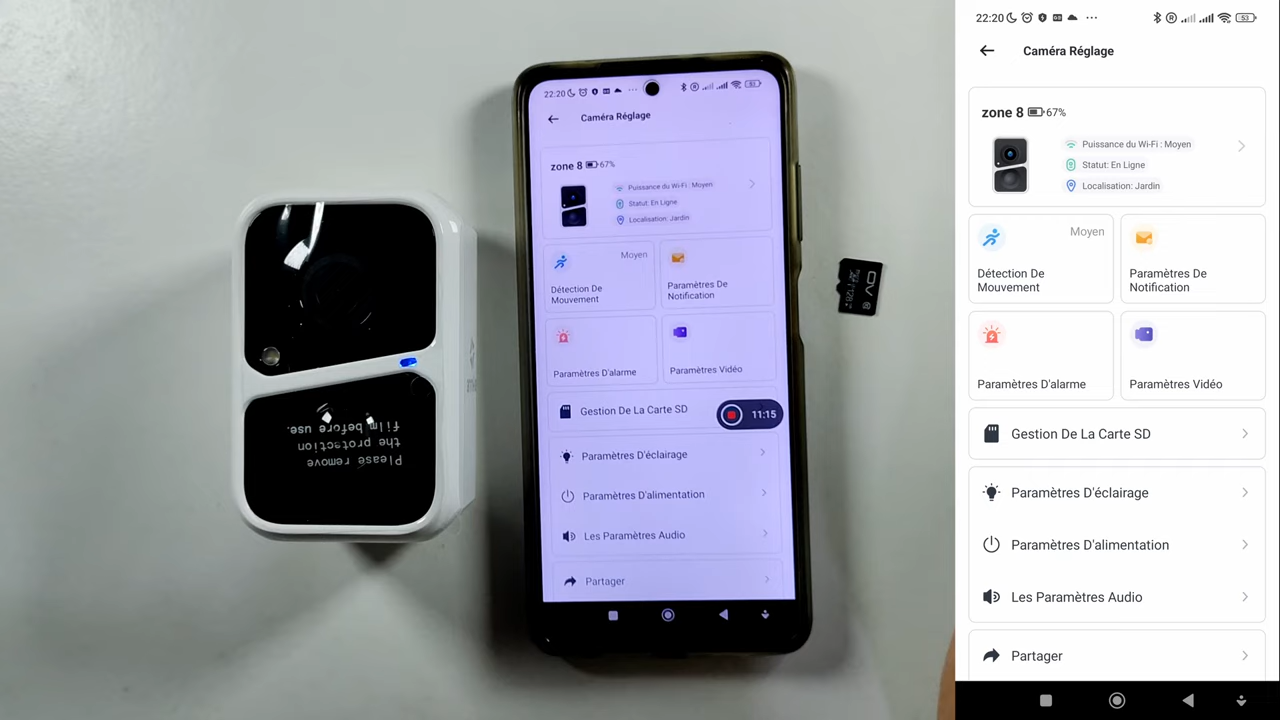 Please remove
the protection
film before use.
22:20
53
Caméra Réglage
zone 8 67%
Puissance du Wi-Fi : Moyen
Statut: En Ligne
Localisation: Jardin
Moyen
Détection De
Mouvement
Paramètres De
Notification
Paramètres D'alarme
Paramètres Vidéo
Gestion De La Carte SD
11:15
Paramètres D'éclairage
Paramètres D'alimentation
Les Paramètres Audio
Partager
OV
128
22:20
53
Caméra Réglage
zone 8 67%
Puissance du Wi-Fi : Moyen
Statut: En Ligne
Localisation: Jardin
Moyen
Détection De
Mouvement
Paramètres De
Notification
Paramètres D'alarme
Paramètres Vidéo
Gestion De La Carte SD
Paramètres D'éclairage
Paramètres D'alimentation
Les Paramètres Audio
Partager